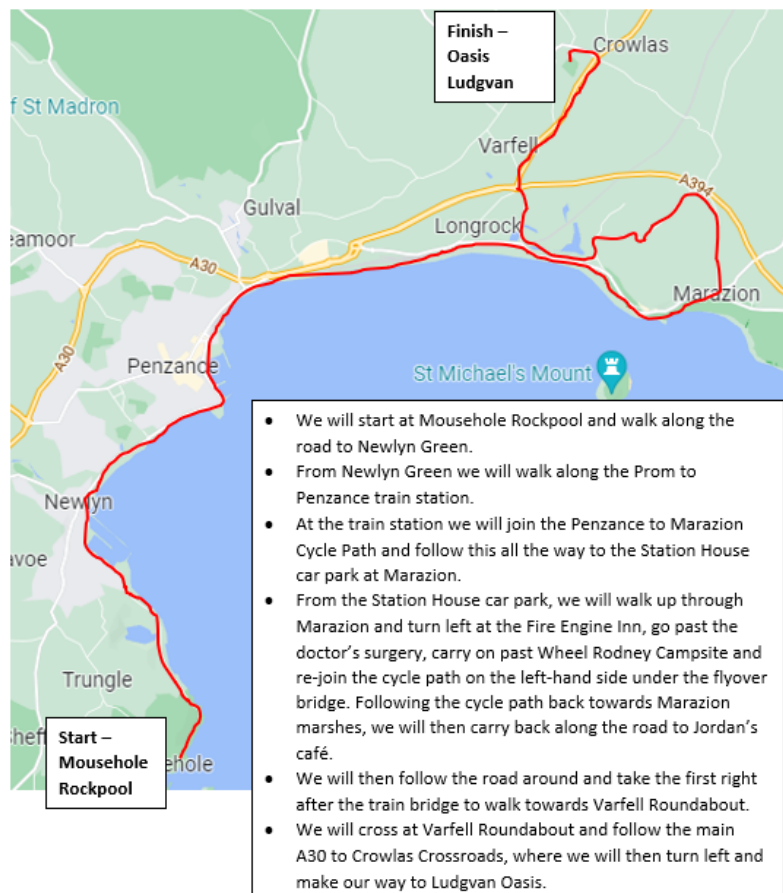 Finish –
Oasis
Ludgvan
Crowlas
f St Madron
Varfell
A394
Gulval
Longrock
eamoor
A30
Marazion
A30
Penzance
St Michael's Mount
Newlyn
avoe
Trungle
Sheff
Start –
Mousehole
Rockpool
ehole
• We will start at Mousehole Rockpool and walk along the
road to Newlyn Green.
• From Newlyn Green we will walk along the Prom to
Penzance train station.
• At the train station we will join the Penzance to Marazion
Cycle Path and follow this all the way to the Station House
car park at Marazion.
• From the Station House car park, we will walk up through
Marazion and turn left at the Fire Engine Inn, go past the
doctor's surgery, carry on past Wheel Rodney Campsite and
re-join the cycle path on the left-hand side under the flyover
bridge. Following the cycle path back towards Marazion
marshes, we will then carry back along the road to Jordan's
café.
• We will then follow the road around and take the first right
after the train bridge to walk towards Varfell Roundabout.
• We will cross at Varfell Roundabout and follow the main
A30 to Crowlas Crossroads, where we will then turn left and
make our way to Ludgvan Oasis.